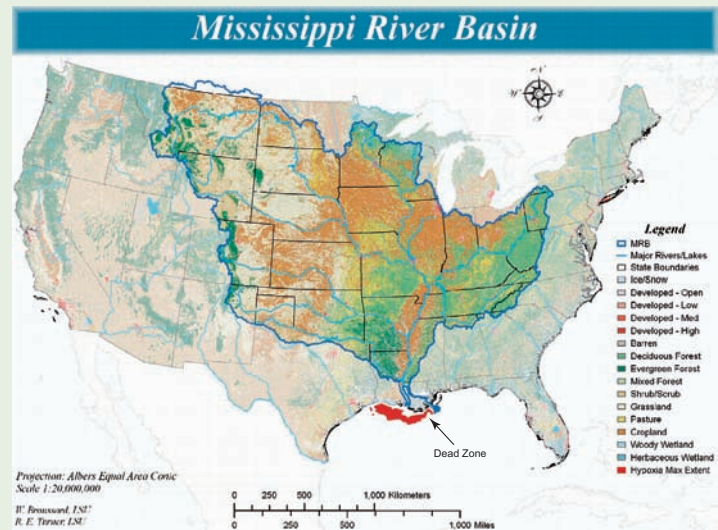 Mississippi River Basin
Legend
MRB
Major Rivers/Lakes
State Boundaries
Ice/Snow
Developed - Open
Developed - Low
Developed - Med
Developed - High
Barren
Deciduous Forest
Evergreen Forest
Mixed Forest
Shrub/Scrub
Grassland
Pasture
Cropland
Woody Wetland
Herbaceous Wetland
Hypoxia Max Extent
Dead Zone
Projection: Albers Equal Area Conic
Scale 1:20,000,000
W. Broussard, LSU
R. E. Turner, LSU
0 250 500 1,000 Kilometers
0 250 500 1,000 Miles